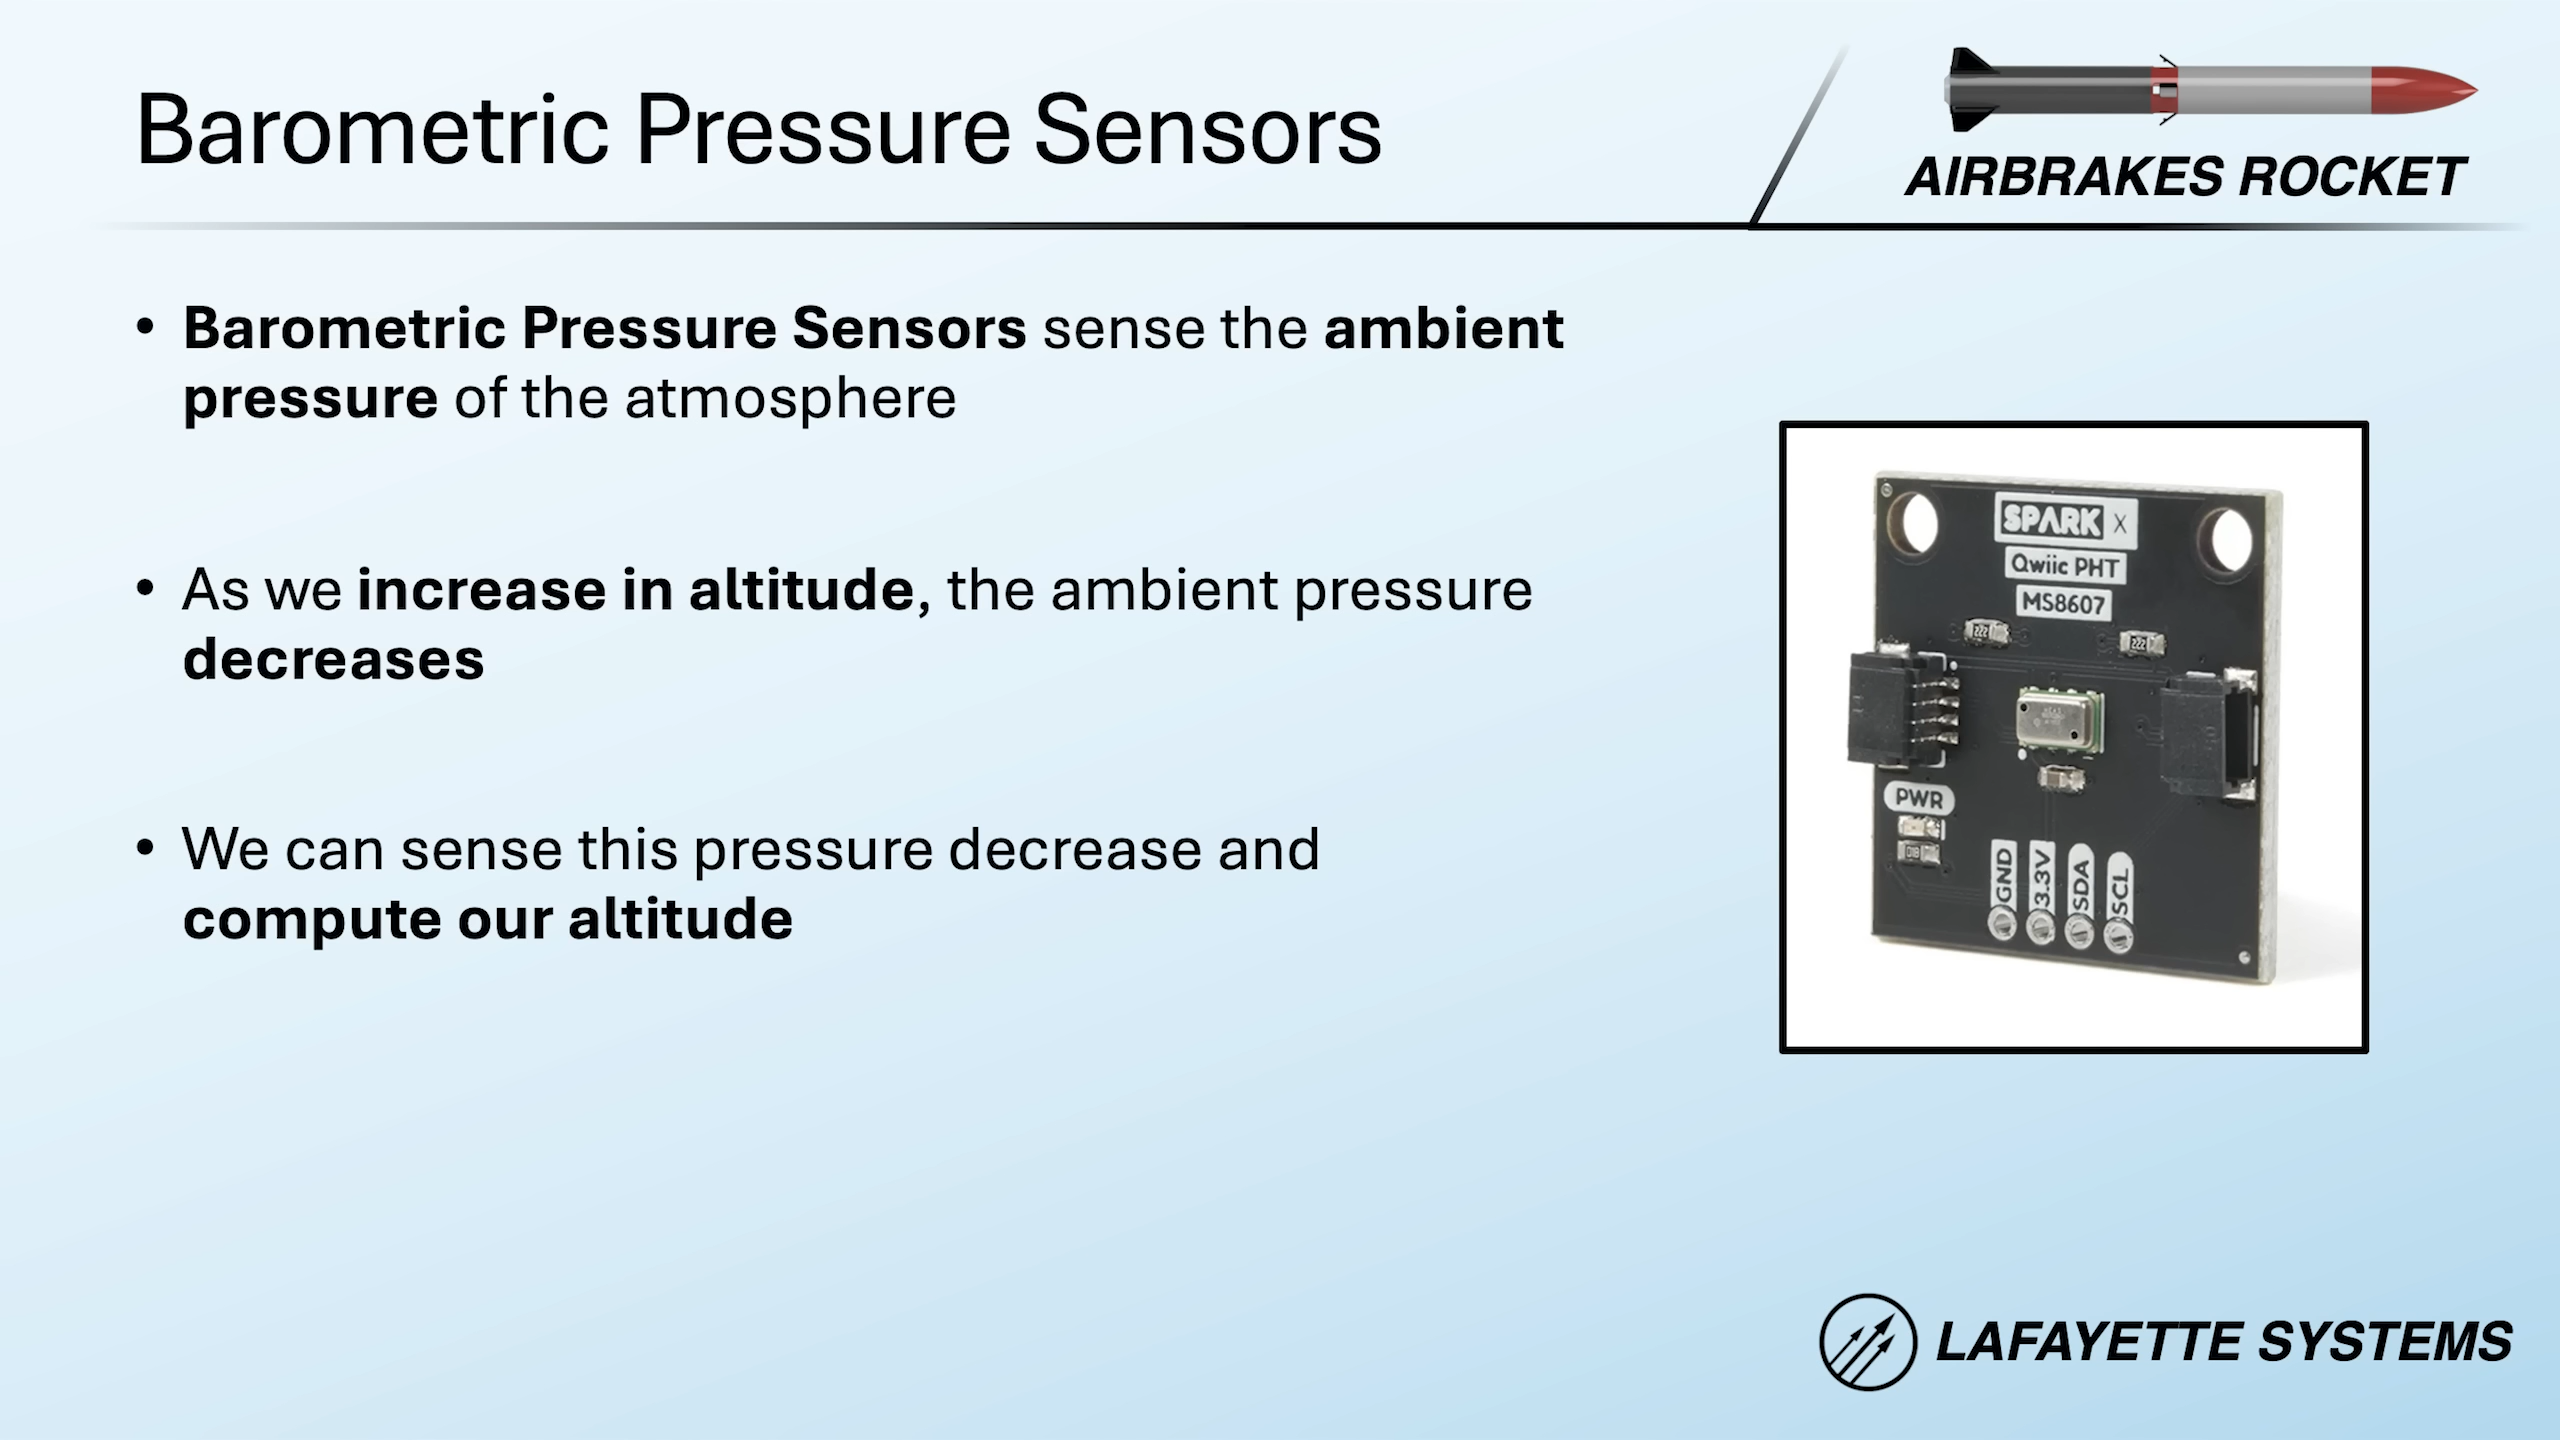 Barometric Pressure Sensors
AIRBRAKES ROCKET
• Barometric Pressure Sensors sense the ambient
pressure of the atmosphere
• As we increase in altitude, the ambient pressure
decreases
• We can sense this pressure decrease and
compute our altitude
SPARK X
Qwiic PHT
MS8607
222
222
PWR
GND
3.3V
SDA
SCL
LAFAYETTE SYSTEMS